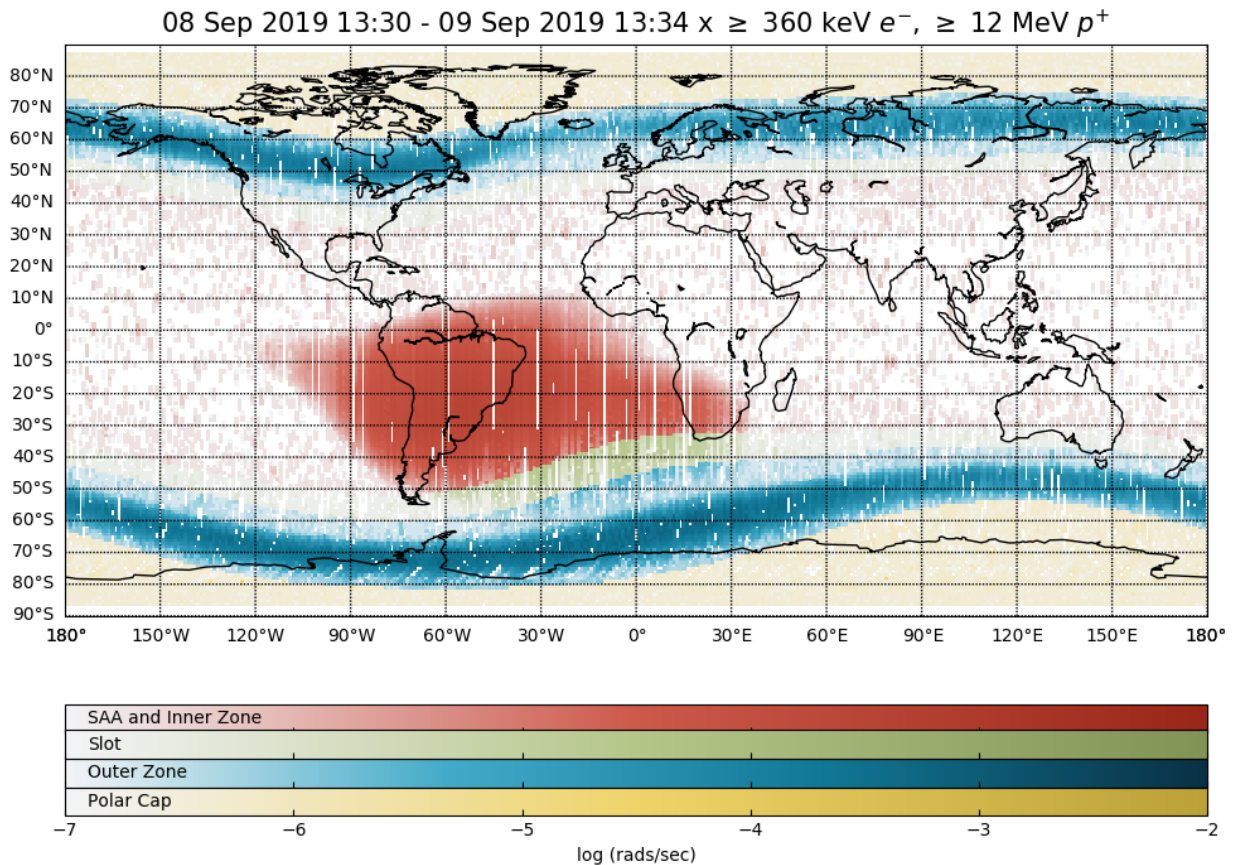 08 Sep 2019 13:30 - 09 Sep 2019 13:34 x ≥ 360 keV e⁻, ≥ 12 MeV p⁺
80°N
70°N
60°N
50°N
40°N
30°N
20°N
10°N
0°
10°S
20°S
30°S
40°S
50°S
60°S
70°S
80°S
90°S
180° 150°W 120°W 90°W 60°W 30°W 0° 30°E 60°E 90°E 120°E 150°E 180°
SAA and Inner Zone
Slot
Outer Zone
Polar Cap
−7 −6 −5 −4 −3 −2
log (rads/sec)